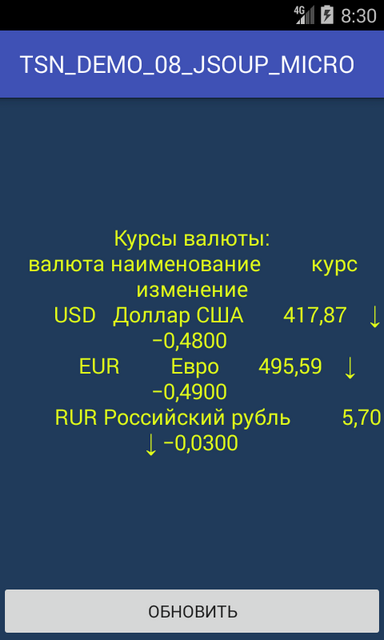 4G 8:30
TSN_DEMO_08_JSOUP_MICRO
Курсы валюты:
валюта наименование курс
изменение
USD Доллар США 417,87 ↓
−0,4800
EUR Евро 495,59 ↓
−0,4900
RUR Российский рубль 5,70
↓ −0,0300
ОБНОВИТЬ